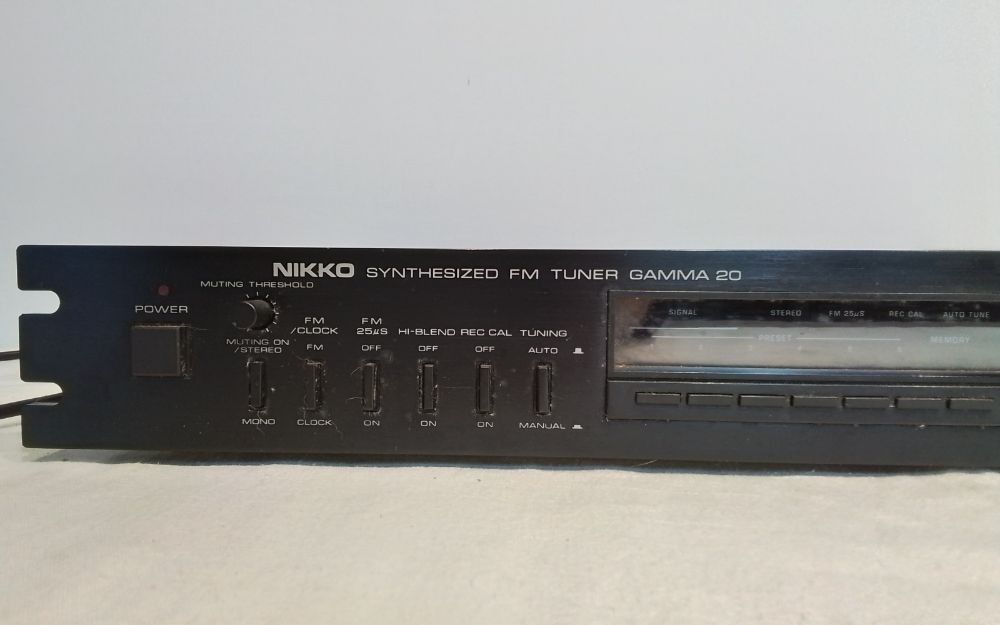 NIKKO SYNTHESIZED FM TUNER GAMMA 20
MUTING THRESHOLD
POWER
FM
/CLOCK
FM
25µS
HI-BLEND
REC CAL
TUNING
MUTING ON
/STEREO
FM
OFF
OFF
OFF
AUTO
MONO
CLOCK
ON
ON
ON
MANUAL
SIGNAL
STEREO
FM 25µS
REC CAL
AUTO TUNE
PRESET
MEMORY